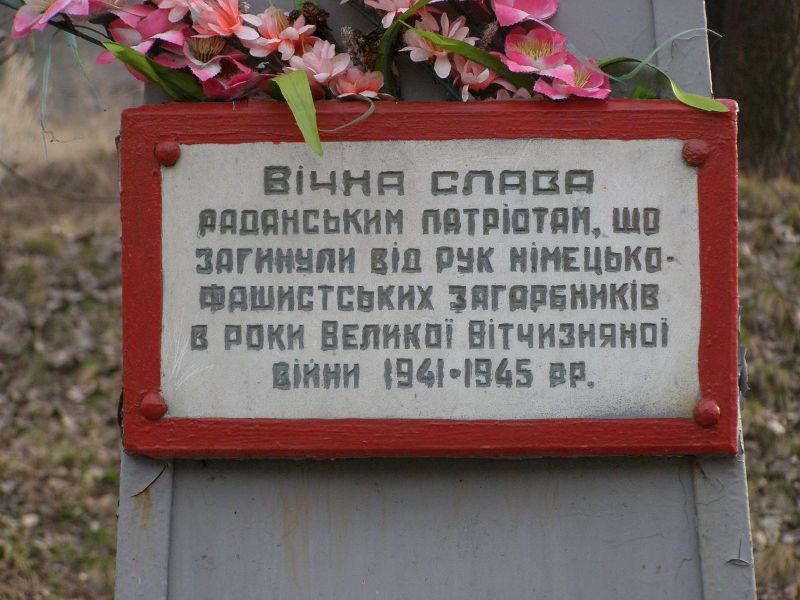 Вічна слава
радянським патріотам, що
загинули від рук німецько-
фашистських загарбників
в роки Великої Вітчизняної
війни 1941-1945 рр.